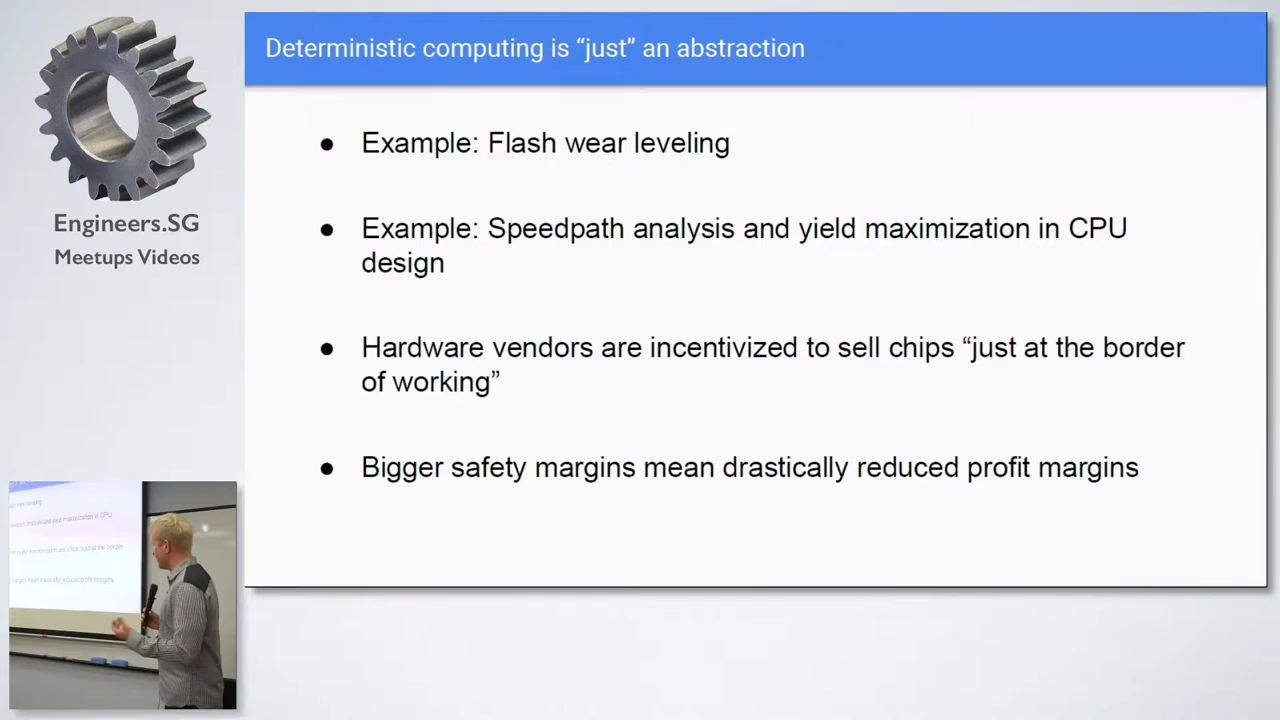 Deterministic computing is “just” an abstraction
● Example: Flash wear leveling
● Example: Speedpath analysis and yield maximization in CPU
design
● Hardware vendors are incentivized to sell chips “just at the border
of working”
● Bigger safety margins mean drastically reduced profit margins
Engineers.SG
Meetups Videos